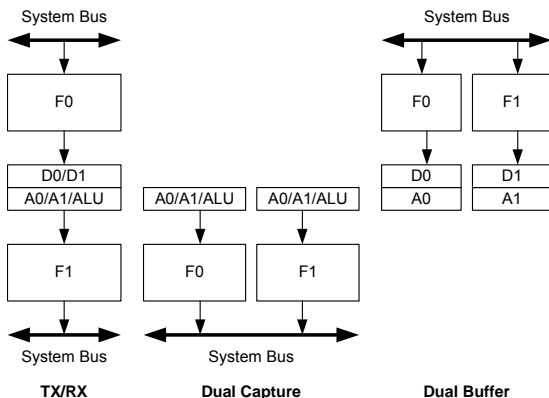 System Bus
F0
D0/D1
A0/A1/ALU
F1
System Bus
TX/RX
A0/A1/ALU
A0/A1/ALU
F0
F1
System Bus
Dual Capture
System Bus
F0
F1
D0
D1
A0
A1
Dual Buffer